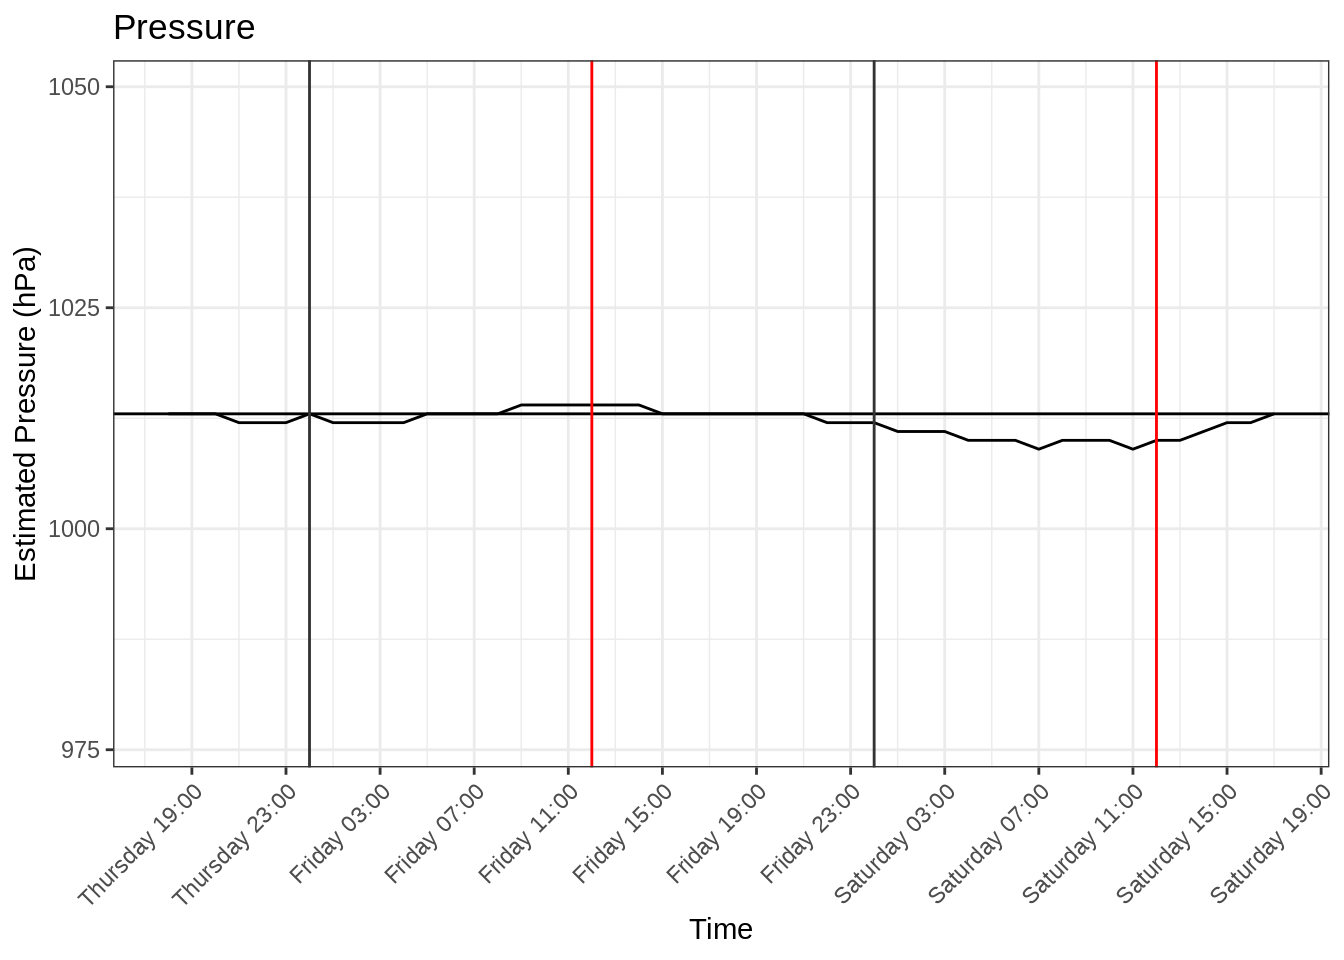 Pressure
Estimated Pressure (hPa)
1050
1025
1000
975
Thursday 19:00
Thursday 23:00
Friday 03:00
Friday 07:00
Friday 11:00
Friday 15:00
Friday 19:00
Friday 23:00
Saturday 03:00
Saturday 07:00
Saturday 11:00
Saturday 15:00
Saturday 19:00
Time